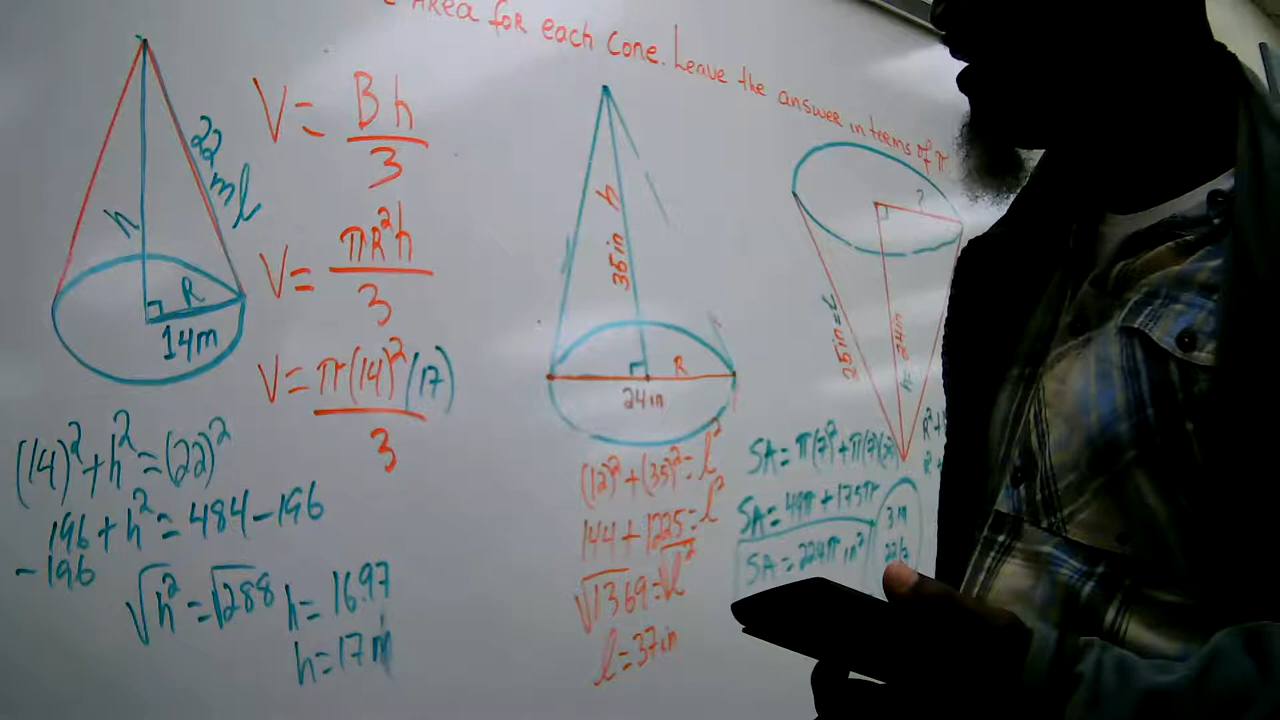 Area for each Cone. Leave the answer in terms of π
22 m l
h
R
14m
V = Bh/3
V = πR²h/3
V = π(14)²(17)/3
(14)² + h² = (22)²
196 + h² = 484 - 196
-196
√h² = √288 h = 16.97
h = 17 m
h
35in
R
24in
(12)² + (35)² = l²
144 + 1225 = l²
√1369 = √l²
l = 37in
?
25in = L
h = 24in
SA = π(7)² + π(7)(25)
SA = 49π + 175π
SA = 224π in²